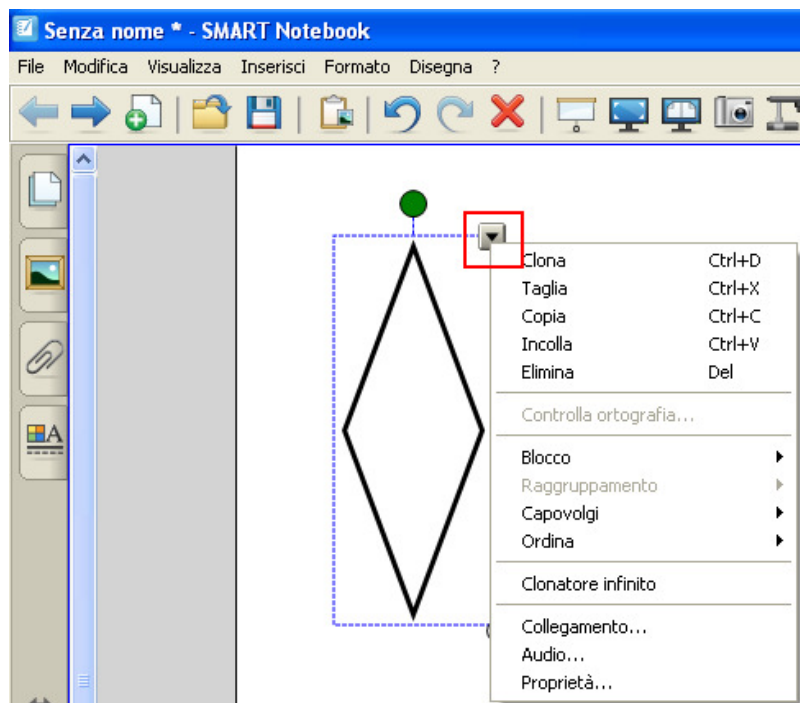 Senza nome * - SMART Notebook
File Modifica Visualizza Inserisci Formato Disegna ?
Clona Ctrl+D
Taglia Ctrl+X
Copia Ctrl+C
Incolla Ctrl+V
Elimina Del
Controlla ortografia...
Blocco
Raggruppamento
Capovolgi
Ordina
Clonatore infinito
Collegamento...
Audio...
Proprietà...
A